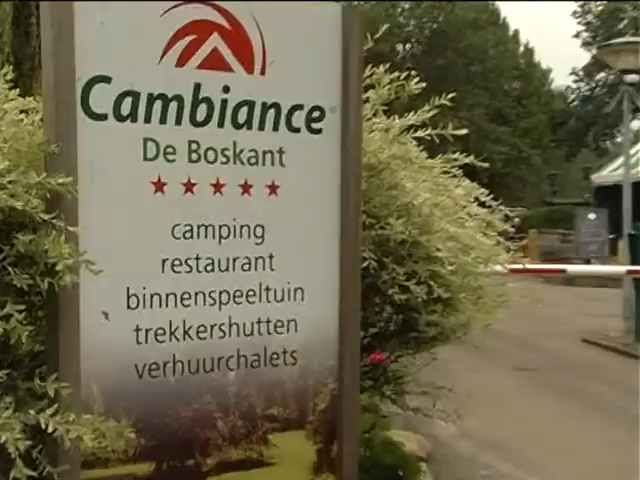 Cambiance
De Boskant
★★★★★
camping
restaurant
binnenspeeltuin
trekkershutten
verhuurchalets